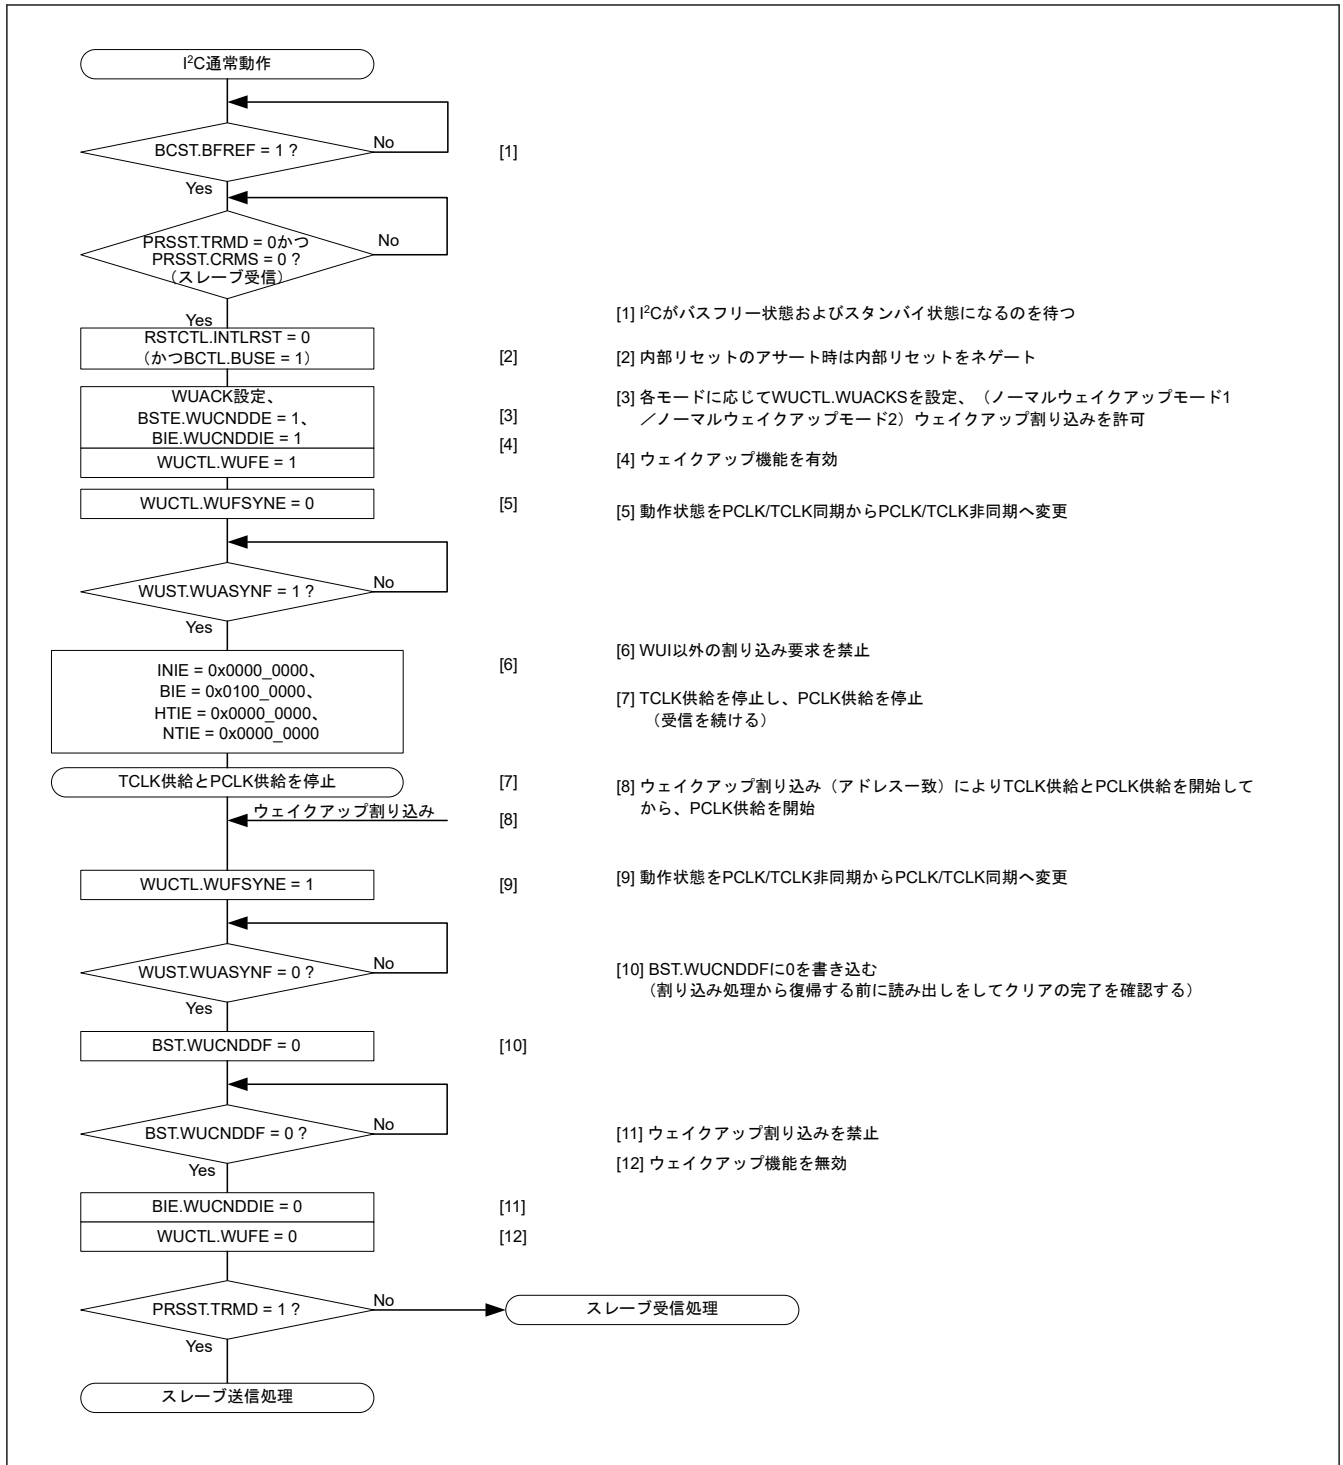 I²C通常動作
BCST.BFREF = 1 ?
No
[1]
Yes
PRSST.TRMD = 0かつ
PRSST.CRMS = 0 ?
（スレーブ受信）
No
Yes
[1] I²Cがバスフリー状態およびスタンバイ状態になるのを待つ
RSTCTL.INTLRST = 0
（かつBCTL.BUSE = 1）
[2]
[2] 内部リセットのアサート時は内部リセットをネゲート
WUACK設定、
BSTE.WUCNDDE = 1、
BIE.WUCNDDIE = 1
[3]
[3] 各モードに応じてWUCTL.WUACKSを設定、（ノーマルウェイクアップモード1
／ノーマルウェイクアップモード2）ウェイクアップ割り込みを許可
[4]
WUCTL.WUFE = 1
[4] ウェイクアップ機能を有効
WUCTL.WUFSYNE = 0
[5]
[5] 動作状態をPCLK/TCLK同期からPCLK/TCLK非同期へ変更
WUST.WUASYNF = 1 ?
No
Yes
INIE = 0x0000_0000、
BIE = 0x0100_0000、
HTIE = 0x0000_0000、
NTIE = 0x0000_0000
[6]
[6] WUI以外の割り込み要求を禁止
[7] TCLK供給を停止し、PCLK供給を停止
（受信を続ける）
TCLK供給とPCLK供給を停止
[7]
[8] ウェイクアップ割り込み（アドレス一致）によりTCLK供給とPCLK供給を開始して
から、PCLK供給を開始
ウェイクアップ割り込み
[8]
WUCTL.WUFSYNE = 1
[9]
[9] 動作状態をPCLK/TCLK非同期からPCLK/TCLK同期へ変更
WUST.WUASYNF = 0 ?
No
Yes
[10] BST.WUCNDDFに0を書き込む
（割り込み処理から復帰する前に読み出しをしてクリアの完了を確認する）
BST.WUCNDDF = 0
[10]
BST.WUCNDDF = 0 ?
No
Yes
[11] ウェイクアップ割り込みを禁止
[12] ウェイクアップ機能を無効
BIE.WUCNDDIE = 0
[11]
WUCTL.WUFE = 0
[12]
PRSST.TRMD = 1 ?
No
スレーブ受信処理
Yes
スレーブ送信処理